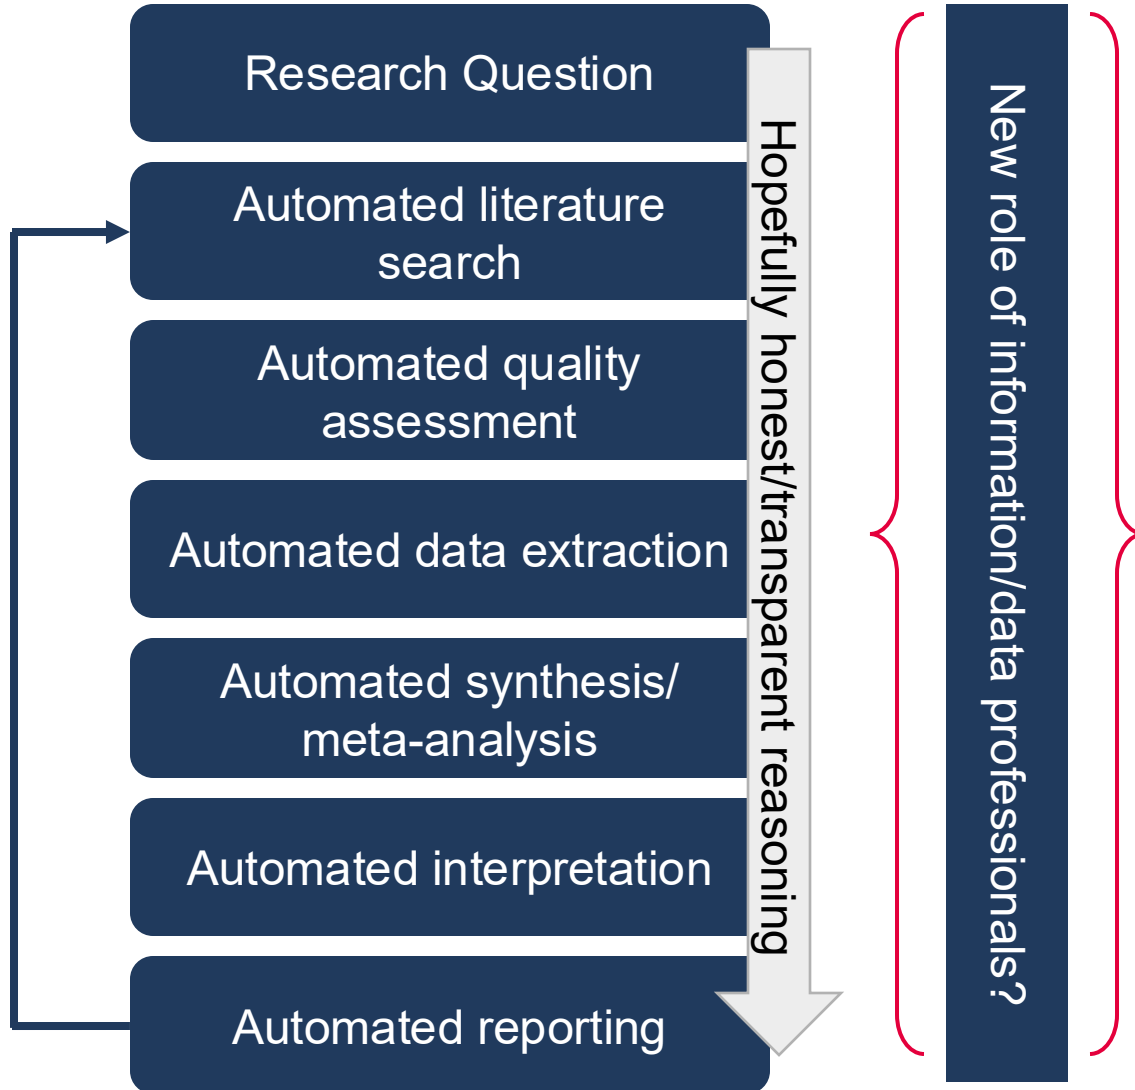 Research Question
Automated literature
search
Automated quality
assessment
Automated data extraction
Automated synthesis/
meta-analysis
Automated interpretation
Automated reporting
Hopefully honest/transparent reasoning
New role of information/data professionals?